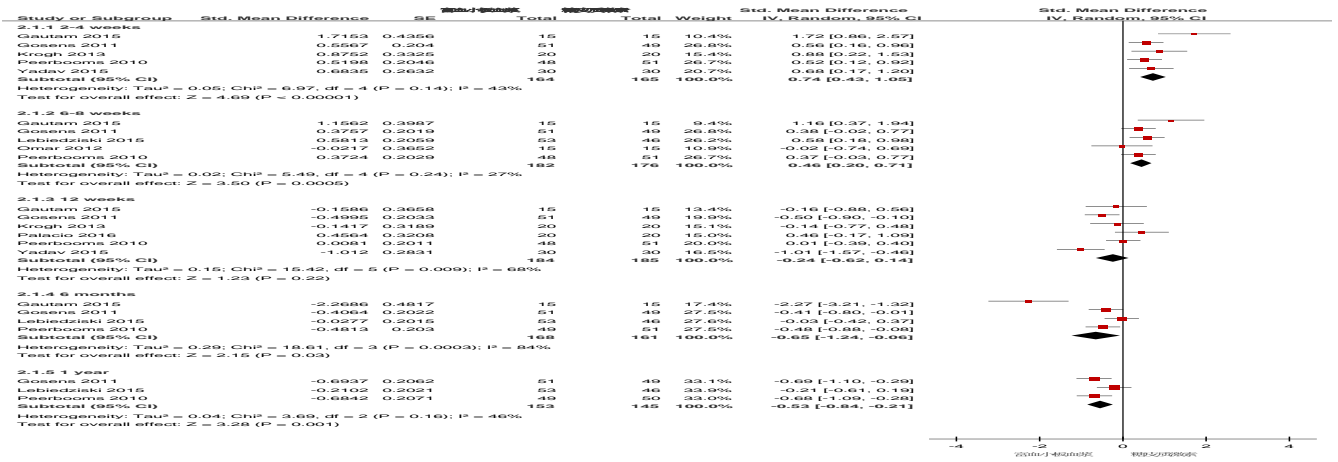 Std. Mean Difference Std. Mean Difference
Study or Subgroup Std. Mean Difference SE Total Total Weight IV, Random, 95% CI IV, Random, 95% CI
2.1.1 2-4 weeks
Gautam 2015 1.7153 0.4356 15 15 10.4% 1.72 [0.86, 2.57]
Gosens 2011 0.5567 0.204 51 49 26.8% 0.56 [0.16, 0.96]
Krogh 2013 0.8752 0.3325 20 20 15.4% 0.88 [0.22, 1.53]
Peerbooms 2010 0.5198 0.2046 48 51 26.7% 0.52 [0.12, 0.92]
Yadav 2015 0.6835 0.2632 30 30 20.7% 0.68 [0.17, 1.20]
Subtotal (95% CI) 164 165 100.0% 0.74 [0.43, 1.05]
Heterogeneity: Tau² = 0.05; Chi² = 6.97, df = 4 (P = 0.14); I² = 43%
Test for overall effect: Z = 4.69 (P < 0.00001)
2.1.2 6-8 weeks
Gautam 2015 1.1562 0.3987 15 15 9.4% 1.16 [0.37, 1.94]
Gosens 2011 0.3757 0.2019 51 49 26.8% 0.38 [-0.02, 0.77]
Lebiedziski 2015 0.5813 0.2059 53 46 26.2% 0.58 [0.18, 0.98]
Omar 2012 -0.0217 0.3652 15 15 10.9% -0.02 [-0.74, 0.69]
Peerbooms 2010 0.3724 0.2029 48 51 26.7% 0.37 [-0.03, 0.77]
Subtotal (95% CI) 182 176 100.0% 0.46 [0.20, 0.71]
Heterogeneity: Tau² = 0.02; Chi² = 5.49, df = 4 (P = 0.24); I² = 27%
Test for overall effect: Z = 3.50 (P = 0.0005)
2.1.3 12 weeks
Gautam 2015 -0.1586 0.3658 15 15 13.4% -0.16 [-0.88, 0.56]
Gosens 2011 -0.4995 0.2033 51 49 19.9% -0.50 [-0.90, -0.10]
Krogh 2013 -0.1417 0.3189 20 20 15.1% -0.14 [-0.77, 0.48]
Palacio 2016 0.4564 0.3208 20 20 15.0% 0.46 [-0.17, 1.09]
Peerbooms 2010 0.0081 0.2011 48 51 20.0% 0.01 [-0.39, 0.40]
Yadav 2015 -1.012 0.2831 30 30 16.5% -1.01 [-1.57, -0.46]
Subtotal (95% CI) 184 185 100.0% -0.24 [-0.62, 0.14]
Heterogeneity: Tau² = 0.15; Chi² = 15.42, df = 5 (P = 0.009); I² = 68%
Test for overall effect: Z = 1.23 (P = 0.22)
2.1.4 6 months
Gautam 2015 -2.2686 0.4817 15 15 17.4% -2.27 [-3.21, -1.32]
Gosens 2011 -0.4064 0.2022 51 49 27.5% -0.41 [-0.80, -0.01]
Lebiedziski 2015 -0.0277 0.2015 53 46 27.5% -0.03 [-0.42, 0.37]
Peerbooms 2010 -0.4813 0.203 49 51 27.5% -0.48 [-0.88, -0.08]
Subtotal (95% CI) 168 161 100.0% -0.65 [-1.24, -0.06]
Heterogeneity: Tau² = 0.29; Chi² = 18.61, df = 3 (P = 0.0003); I² = 84%
Test for overall effect: Z = 2.15 (P = 0.03)
2.1.5 1 year
Gosens 2011 -0.6937 0.2062 51 49 33.1% -0.69 [-1.10, -0.29]
Lebiedziski 2015 -0.2102 0.2021 53 46 33.9% -0.21 [-0.61, 0.19]
Peerbooms 2010 -0.6842 0.2071 49 50 33.0% -0.68 [-1.09, -0.28]
Subtotal (95% CI) 153 145 100.0% -0.53 [-0.84, -0.21]
Heterogeneity: Tau² = 0.04; Chi² = 3.69, df = 2 (P = 0.16); I² = 46%
Test for overall effect: Z = 3.28 (P = 0.001)
-4 -2 0 2 4